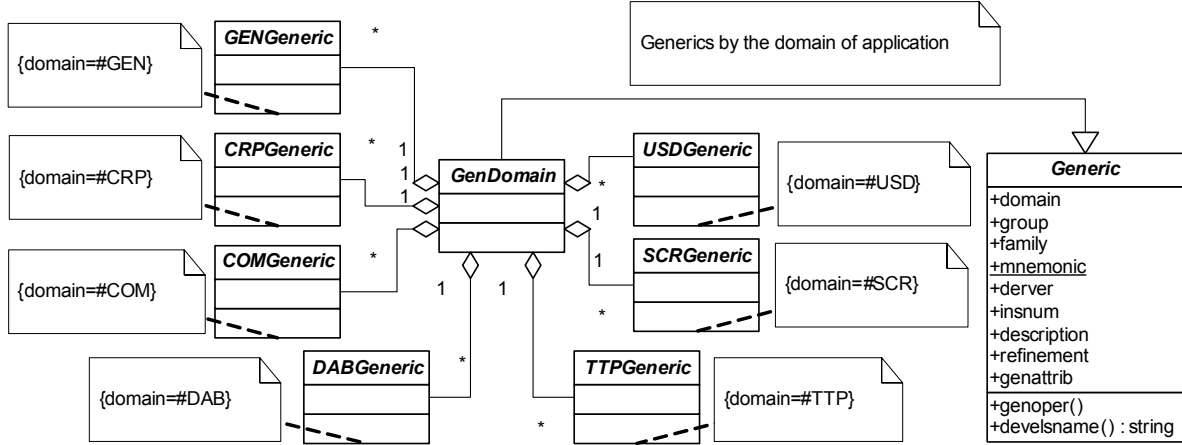 GENGeneric
*
{domain=#GEN}
Generics by the domain of application
CRPGeneric
*
{domain=#CRP}
1
1
1
GenDomain
USDGeneric
*
{domain=#USD}
1
COMGeneric
*
{domain=#COM}
1
1
SCRGeneric
1
*
{domain=#SCR}
DABGeneric
*
{domain=#DAB}
TTPGeneric
*
{domain=#TTP}
Generic
+domain
+group
+family
+mnemonic
+derver
+insnum
+description
+refinement
+genattrib
+genoper()
+develsname() : string